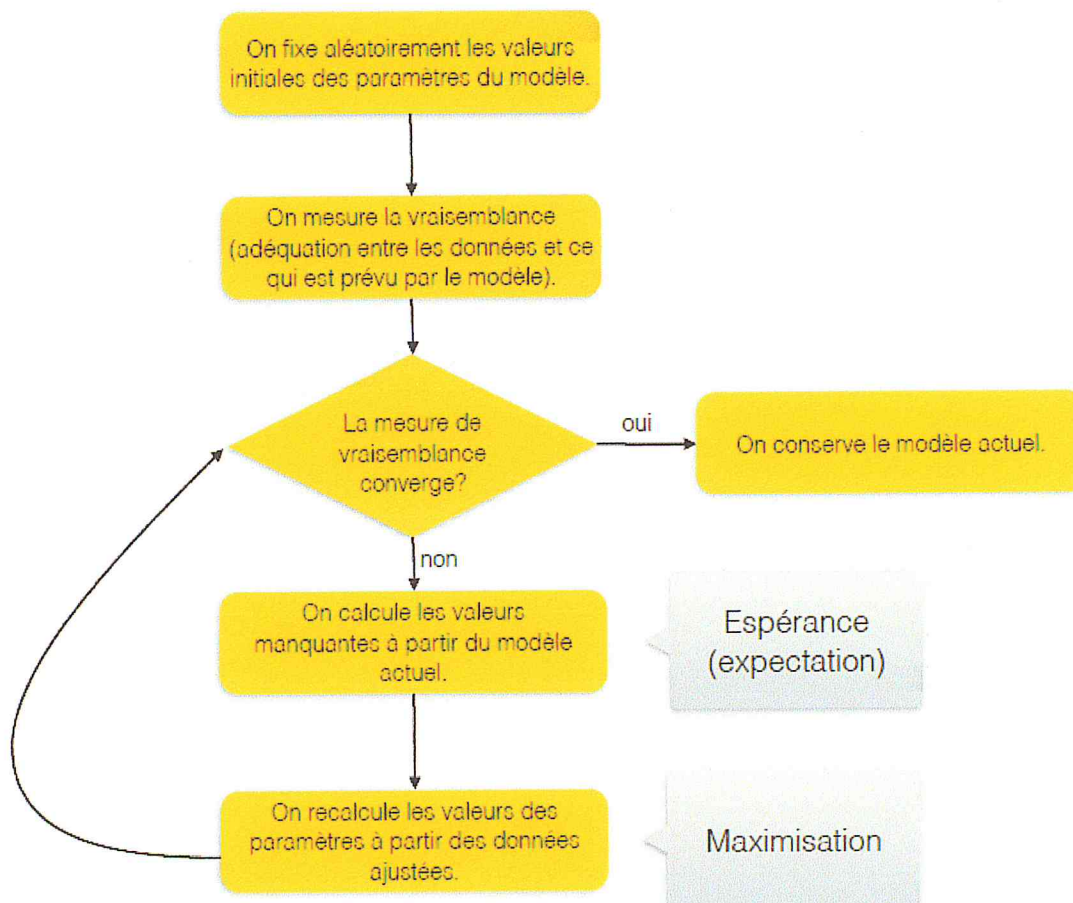 On fixe aléatoirement les valeurs
initiales des paramètres du modèle.
On mesure la vraisemblance
(adéquation entre les données et ce
qui est prévu par le modèle).
La mesure de
vraisemblance
converge?
oui
On conserve le modèle actuel.
non
On calcule les valeurs
manquantes à partir du modèle
actuel.
Espérance
(expectation)
On recalcule les valeurs des
paramètres à partir des données
ajustées.
Maximisation